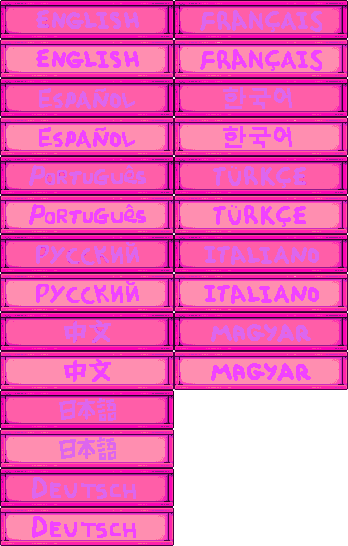 ENGLISH FRANÇAIS
ENGLISH FRANÇAIS
ESPAÑOL 한국어
ESPAÑOL 한국어
PORTUGUÊS TÜRKÇE
PORTUGUÊS TÜRKÇE
РУССКИЙ ITALIANO
РУССКИЙ ITALIANO
中文 MAGYAR
中文 MAGYAR
日本語
日本語
DEUTSCH
DEUTSCH